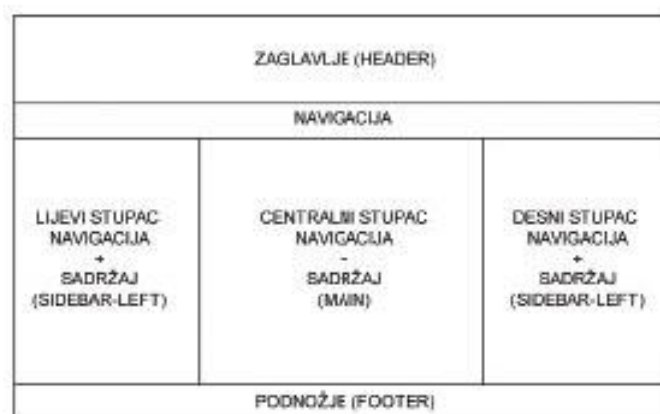 ZAGLAVLJE (HEADER)
NAVIGACIJA
LIJEVI STUPAC
NAVIGACIJA
+
SADRŽAJ
(SIDEBAR-LEFT)
CENTRALNI STUPAC
NAVIGACIJA
-
SADRŽAJ
(MAIN)
DESNI STUPAC
NAVIGACIJA
+
SADRŽAJ
(SIDEBAR-LEFT)
PODNOŽJE (FOOTER)